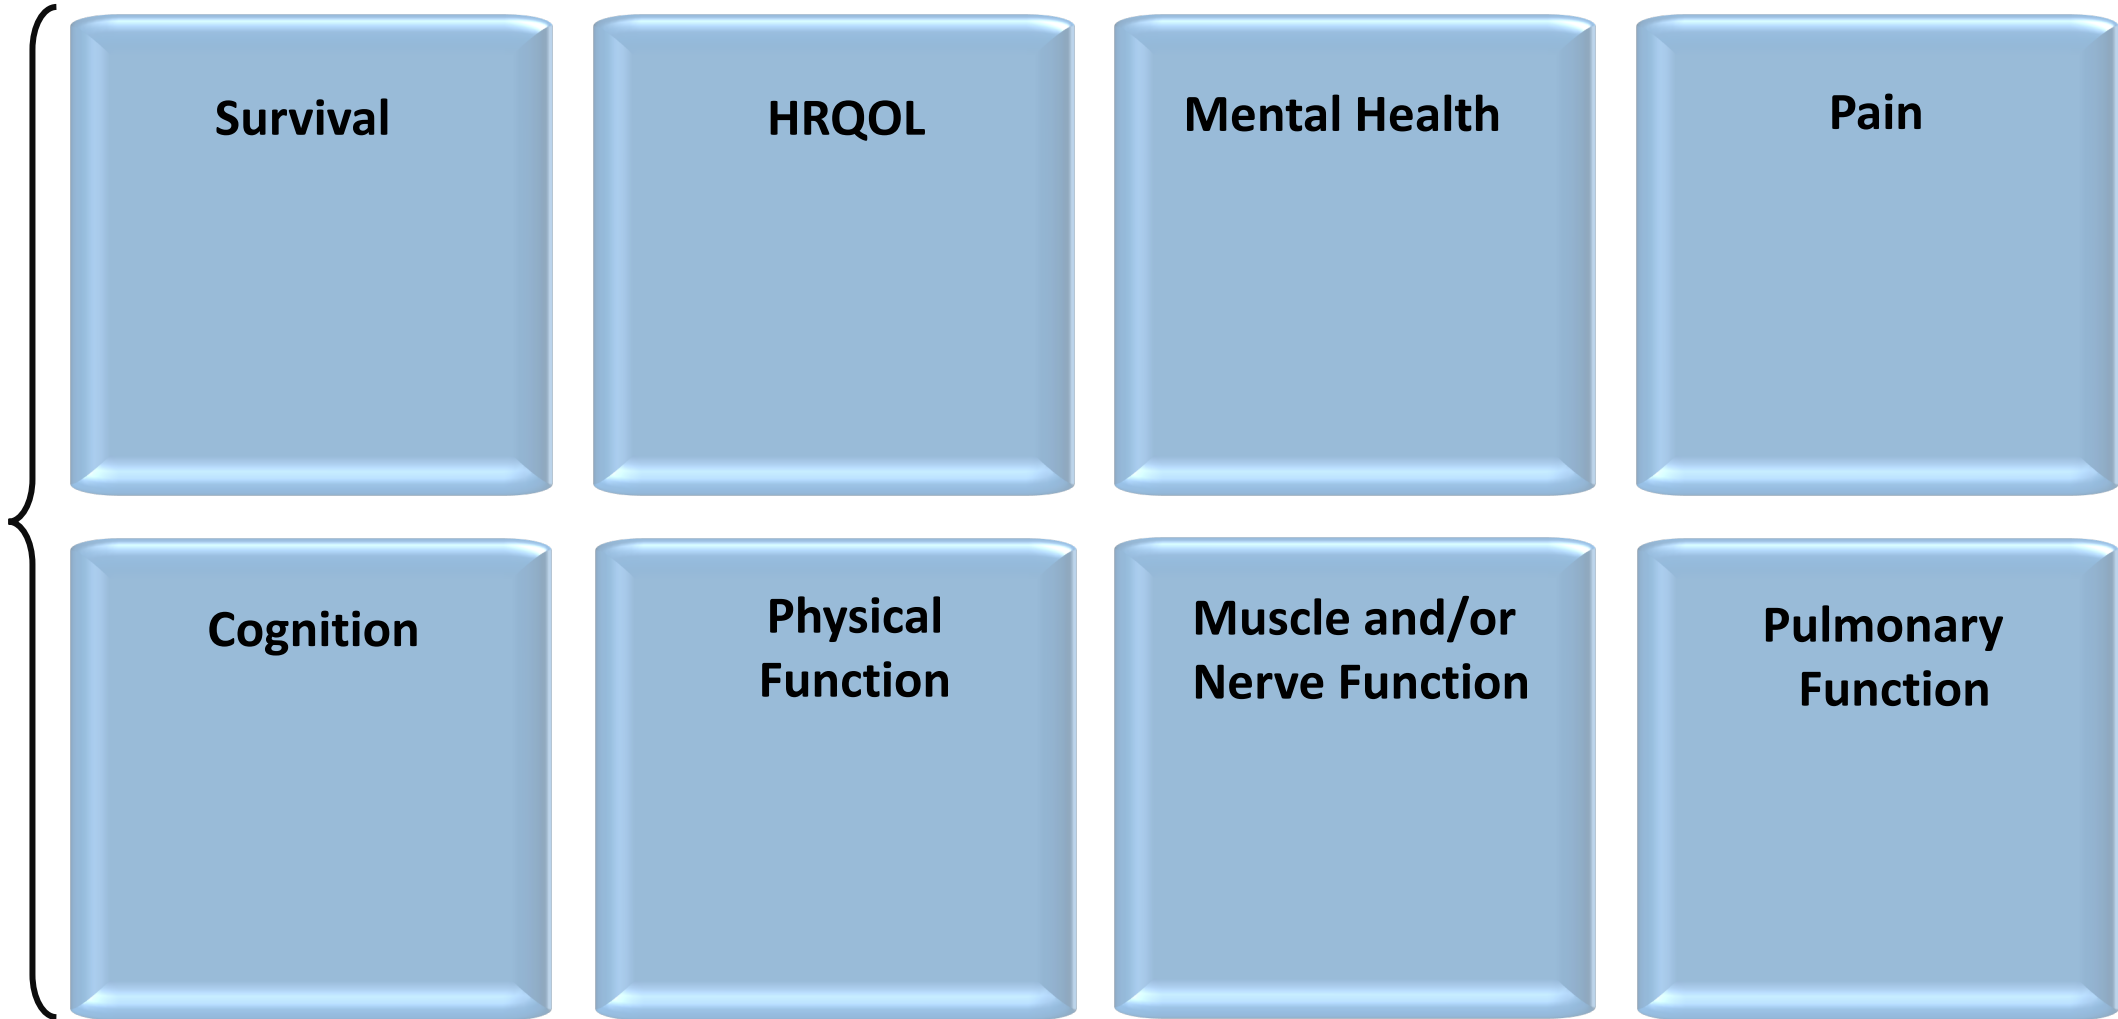 Survival
HRQOL
Mental Health
Pain
Cognition
Physical
Function
Muscle and/or
Nerve Function
Pulmonary
Function